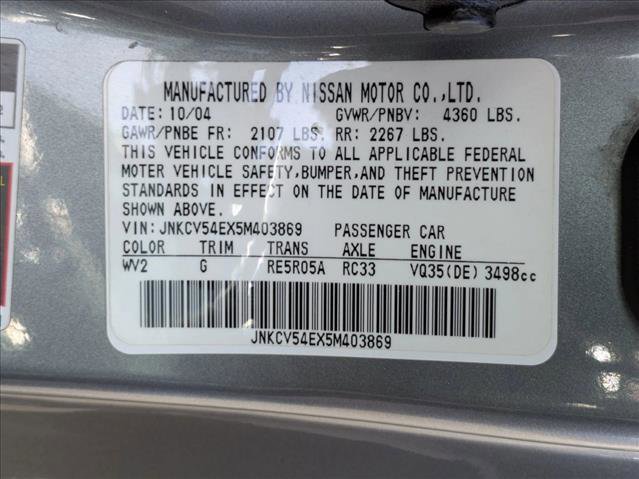 MANUFACTURED BY NISSAN MOTOR CO.,LTD.
DATE: 10/04 GVWR/PNBV: 4360 LBS.
GAWR/PNBE FR: 2107 LBS. RR: 2267 LBS.
THIS VEHICLE CONFORMS TO ALL APPLICABLE FEDERAL
MOTOR VEHICLE SAFETY,BUMPER,AND THEFT PREVENTION
STANDARDS IN EFFECT ON THE DATE OF MANUFACTURE
SHOWN ABOVE.
VIN: JNKCV54EX5M403869 PASSENGER CAR
COLOR TRIM TRANS AXLE ENGINE
WV2 G RE5R05A RC33 VQ35(DE) 3498cc
JNKCV54EX5M403869